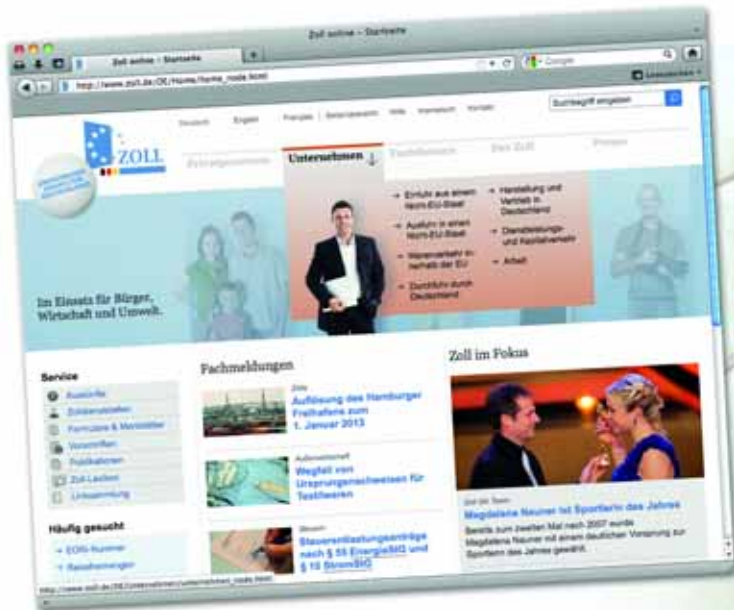 Zoll online - Startseite
Zoll online - Startseite
http://www.zoll.de/DE/Home/home_node.html
Google
Lesezeichen
Deutsch English Français Gebärdensprache Hilfe Impressum Kontakt
Suchbegriff eingeben
ZOLL
Privatpersonen Unternehmen Fachthemen Der Zoll Presse
→ Einfuhr aus einem
Nicht-EU-Staat
→ Ausfuhr in einen
Nicht-EU-Staat
→ Warenverkehr in-
nerhalb der EU
→ Durchfuhr durch
Deutschland
→ Herstellung und
Vertrieb in
Deutschland
→ Dienstleistungs-
und Kapitalverkehr
→ Arbeit
Im Einsatz für Bürger,
Wirtschaft und Umwelt.
Service
Auskünfte
Zolldienststellen
Formulare & Merkblätter
Vorschriften
Publikationen
Zoll-Lexikon
Linksammlung
Häufig gesucht
→ EORI-Nummer
→ Reisefreimengen
Fachmeldungen
Zölle
Auflösung des Hamburger
Freihafens zum
1. Januar 2013
Außenwirtschaft
Wegfall von
Ursprungsnachweisen für
Textilwaren
Steuern
Steuerentlastungsanträge
nach § 55 EnergieStG und
§ 10 StromStG
Zoll im Fokus
Zoll Ski Team
Magdalena Neuner ist Sportlerin des Jahres
Bereits zum zweiten Mal nach 2007 wurde
Magdalena Neuner mit einem deutlichen Vorsprung zur
Sportlerin des Jahres gewählt.
http://www.zoll.de/DE/Unternehmen/unternehmen_node.html